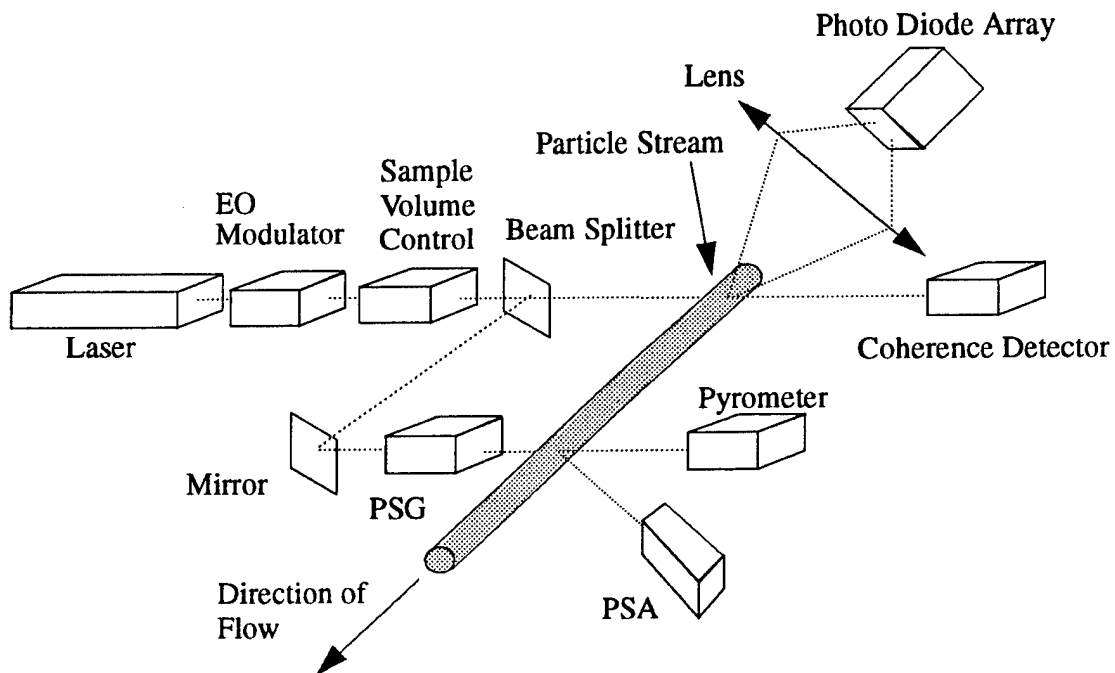 Photo Diode Array
Lens
Particle Stream
Sample
Volume
Control
EO
Modulator
Beam Splitter
Laser
Coherence Detector
Pyrometer
Mirror
PSG
PSA
Direction of
Flow